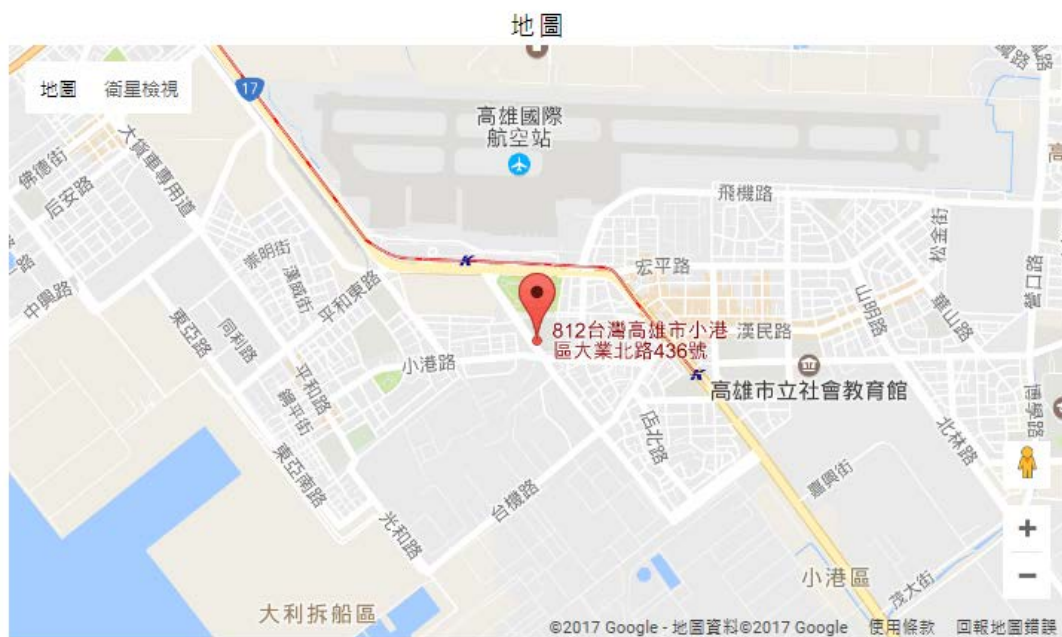 地圖
地圖
衛星檢視
17
高雄國際
航空站
飛機路
佛德街
后安路
大貨車專用道
松金街
宏平路
崇明街
漢威街
平和東路
中興路
東亞路
同利路
營口路
山明路
華山路
812台灣高雄市小港
區大業北路436號
漢民路
小港路
平和路
高雄市立社會教育館
博學路
店北路
北林路
東亞南路
台機路
嘉興街
光和路
小港區
茂大街
大利拆船區
+
−
©2017 Google - 地圖資料©2017 Google
使用條款
回報地圖錯誤